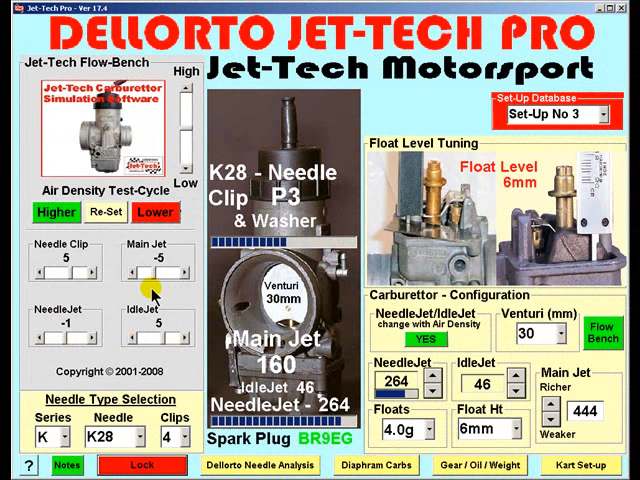 Jet-Tech Pro - Ver 17.4
DELLORTO JET-TECH PRO
Jet-Tech Motorsport
Jet-Tech Flow-Bench
High
Jet-Tech Carburettor
Simulation Software
Jet-Tech
Low
Air Density Test-Cycle
Higher
Re-Set
Lower
Needle Clip
5
Main Jet
-5
NeedleJet
-1
IdleJet
5
Copyright © 2001-2008
Needle Type Selection
Series
Needle
Clips
K
K28
4
K28 - Needle
Clip P3
& Washer
Venturi
30mm
Main Jet
160
IdleJet 46
NeedleJet - 264
Spark Plug BR9EG
Set-Up Database
Set-Up No 3
Float Level Tuning
Float Level
6mm
Carburettor - Configuration
NeedleJet/IdleJet
change with Air Density
YES
Venturi (mm)
30
Flow
Bench
NeedleJet
264
IdleJet
46
Main Jet
Richer
444
Weaker
Floats
4.0g
Float Ht
6mm
?
Notes
Lock
Dellorto Needle Analysis
Diaphram Carbs
Gear / Oil / Weight
Kart Set-up